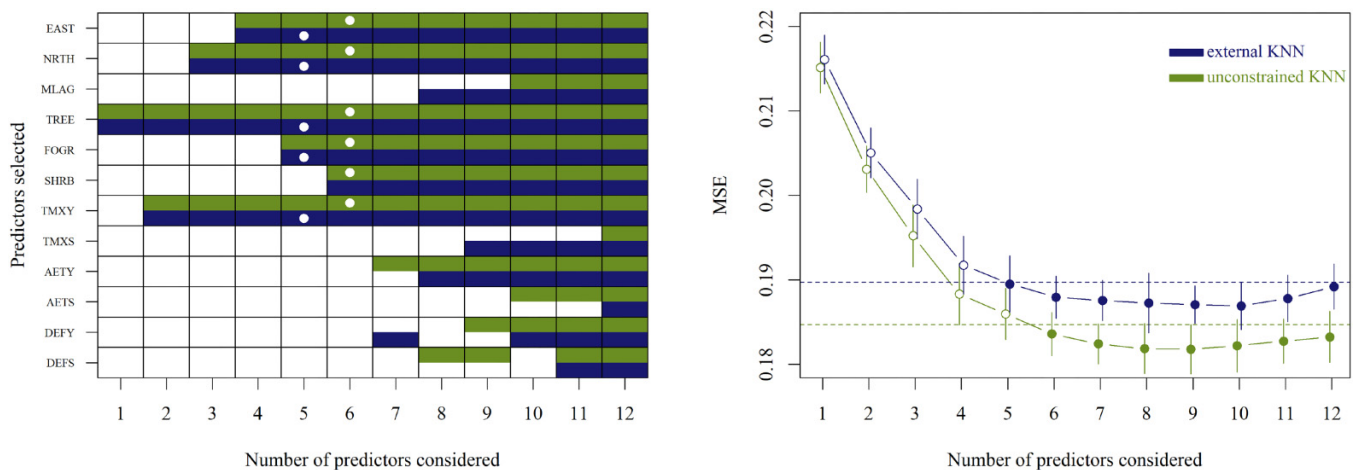 Predictors selected
EAST
NRTH
MLAG
TREE
FOGR
SHRB
TMXY
TMXS
AETY
AETS
DEFY
DEFS
1 2 3 4 5 6 7 8 9 10 11 12
Number of predictors considered
MSE
0.22
0.21
0.20
0.19
0.18
external KNN
unconstrained KNN
1 2 3 4 5 6 7 8 9 10 11 12
Number of predictors considered